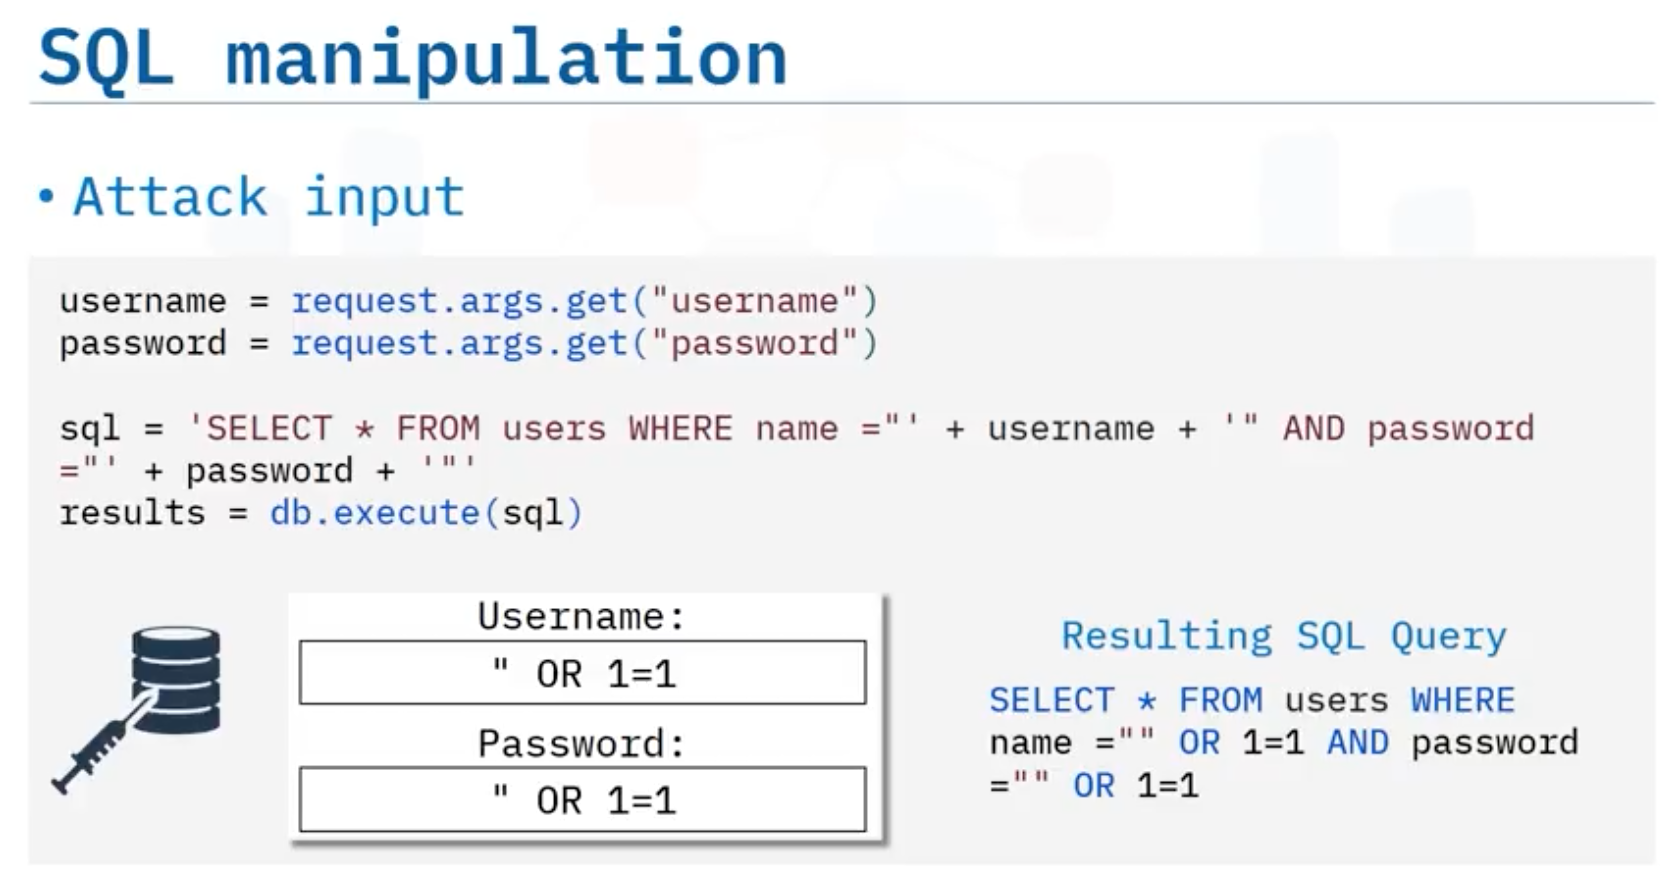 SQL manipulation
• Attack input
username = request.args.get("username")
password = request.args.get("password")
sql = 'SELECT * FROM users WHERE name ="' + username + '" AND password
="' + password + '"'
results = db.execute(sql)
Username:
" OR 1=1
Password:
" OR 1=1
Resulting SQL Query
SELECT * FROM users WHERE
name ="" OR 1=1 AND password
="" OR 1=1